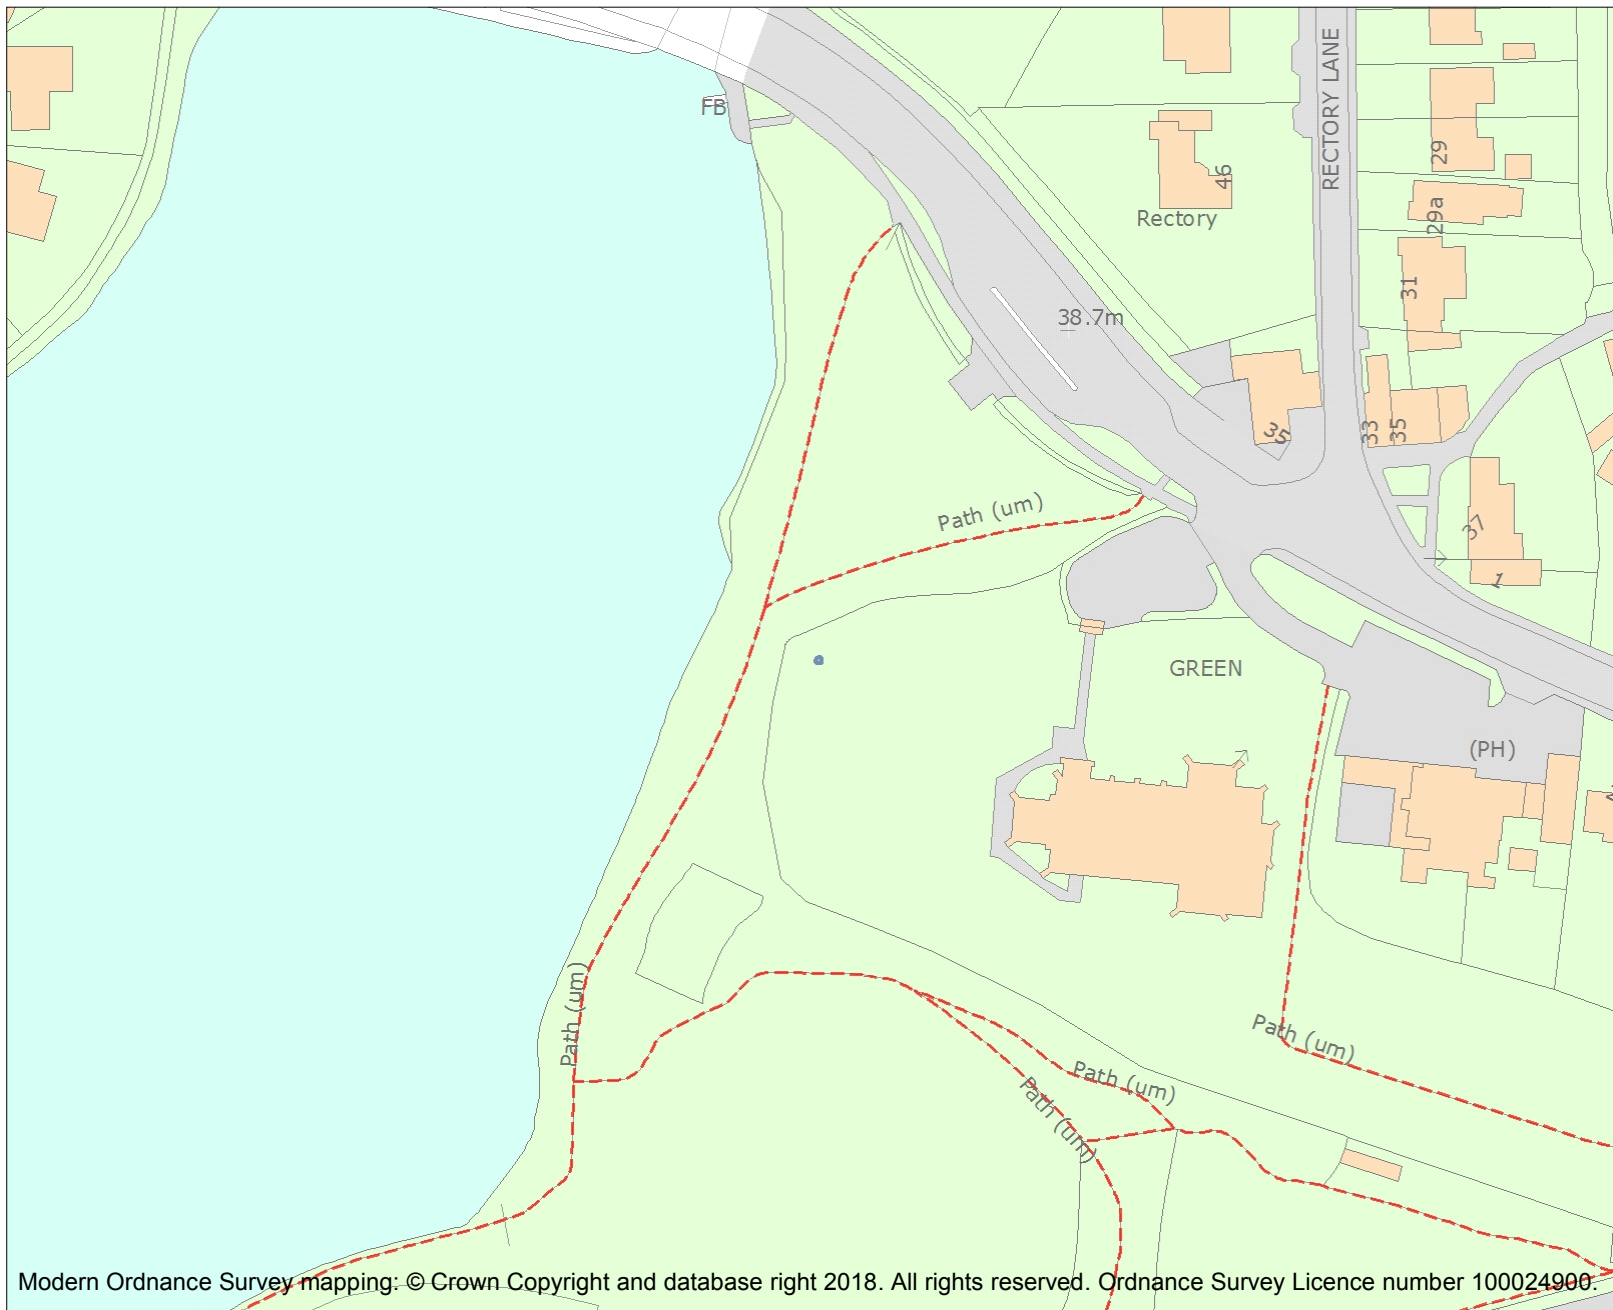 RECTORY LANE
FB
29
46
Rectory
29a
31
38.7m
33
35
35
Path (um)
37
1
GREEN
(PH)
Path (um)
Path (um)
Path (um)
Path (um)
Modern Ordnance Survey mapping: © Crown Copyright and database right 2018. All rights reserved. Ordnance Survey Licence number 100024900.